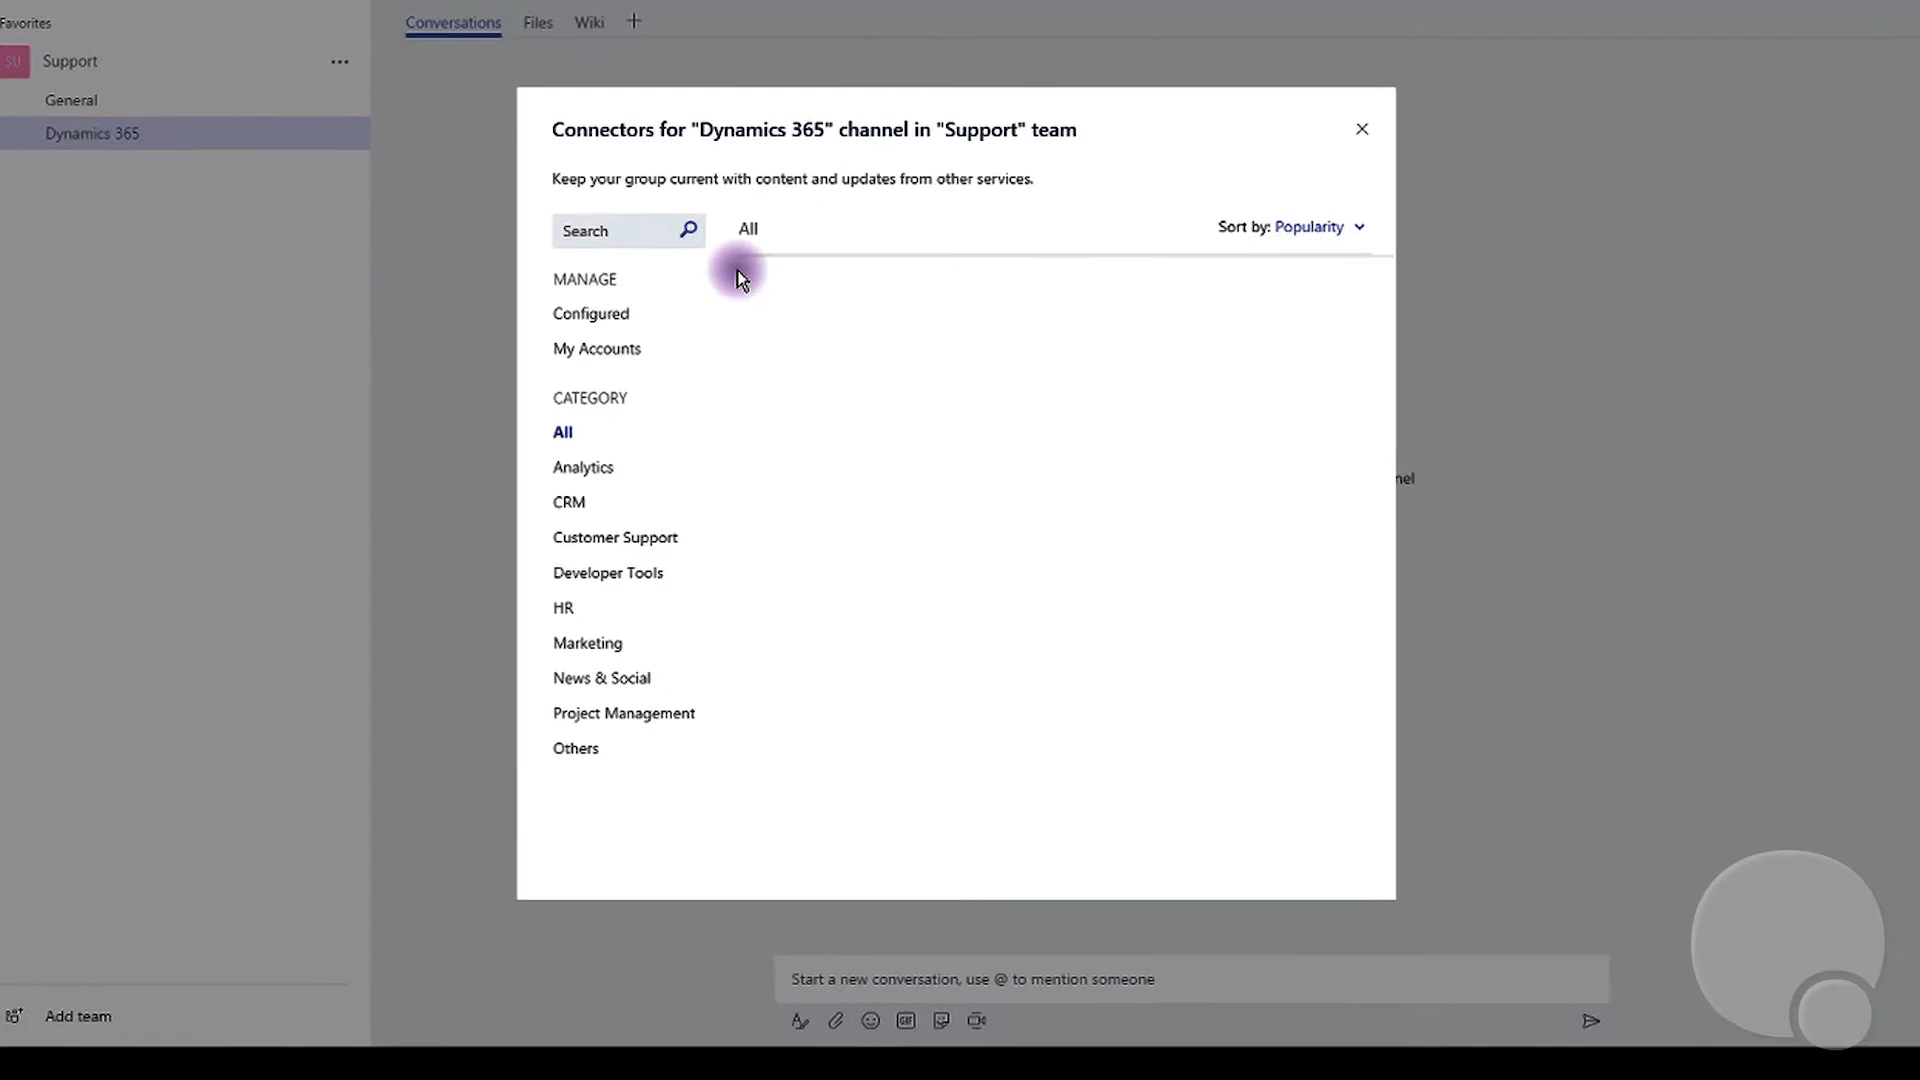 Favorites
Conversations Files Wiki
SU Support
General
Dynamics 365
Connectors for "Dynamics 365" channel in "Support" team
Keep your group current with content and updates from other services.
Search All Sort by: Popularity
MANAGE
Configured
My Accounts
CATEGORY
All
Analytics
CRM
nel
Customer Support
Developer Tools
HR
Marketing
News & Social
Project Management
Others
Start a new conversation, use @ to mention someone
Add team
GIF